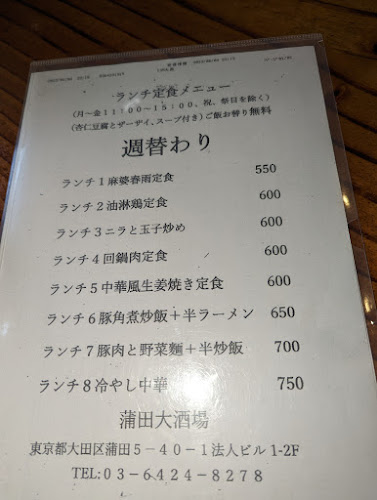 ランチ定食メニュー
(月〜金11:00〜15:00、祝、祭日を除く)
(杏仁豆腐とザーサイ、スープ付き)ご飯お替り無料
週替わり
ランチ1麻婆春雨定食 550
ランチ2油淋鶏定食 600
ランチ3ニラと玉子炒め 600
ランチ4回鍋肉定食 600
ランチ5中華風生姜焼き定食 600
ランチ6豚角煮炒飯+半ラーメン 650
ランチ7豚肉と野菜麺+半炒飯 700
ランチ8冷やし中華 750
蒲田大酒場
東京都大田区蒲田5-40-1法人ビル1-2F
TEL:03-6424-8278